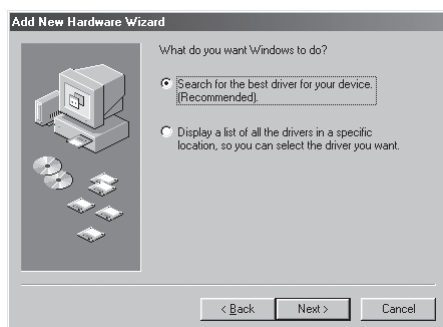 Add New Hardware Wizard
What do you want Windows to do?
Search for the best driver for your device.
(Recommended).
Display a list of all the drivers in a specific
location, so you can select the driver you want.
< Back
Next >
Cancel